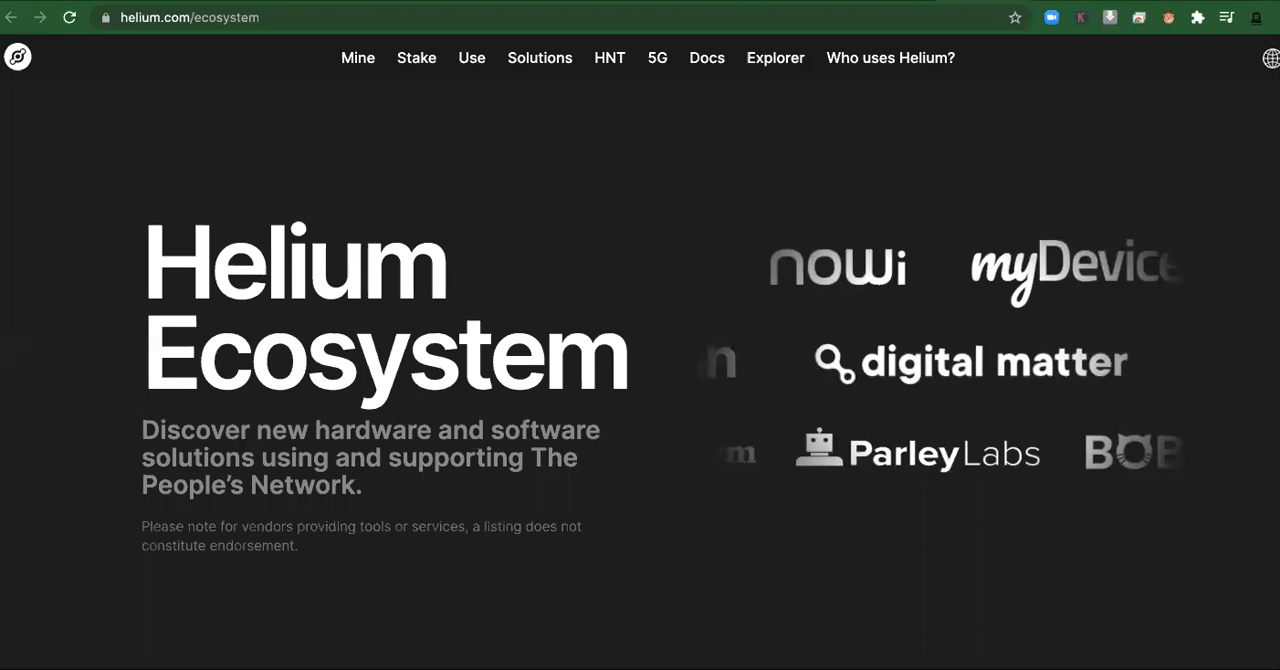 helium.com/ecosystem
Mine Stake Use Solutions HNT 5G Docs Explorer Who uses Helium?
Helium
Ecosystem
Discover new hardware and software
solutions using and supporting The
People's Network.
Please note for vendors providing tools or services, a listing does not
constitute endorsement.
nowi myDevice
n digital matter
m ParleyLabs BOB